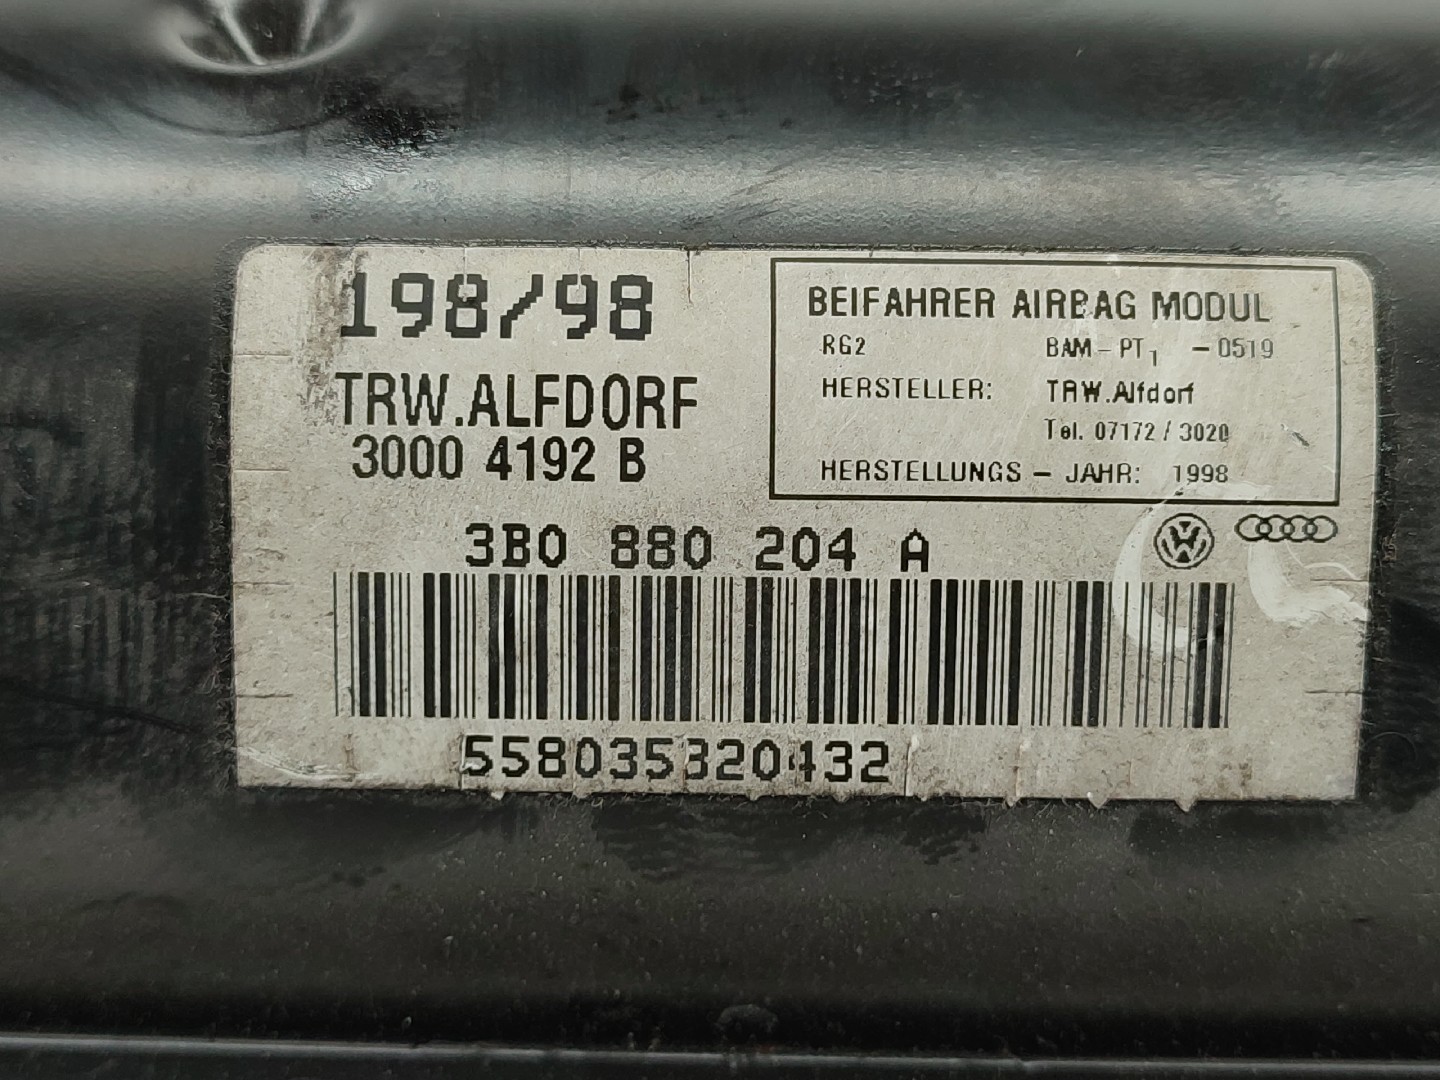 198/98
TRW.ALFDORF
3000 4192 B
BEIFAHRER AIRBAG MODUL
RG2 BAM-PT1 -0519
HERSTELLER: TRW.Alfdorf
Tel. 07172/3020
HERSTELLUNGS - JAHR: 1998
3B0 880 204 A
VW
558035320432